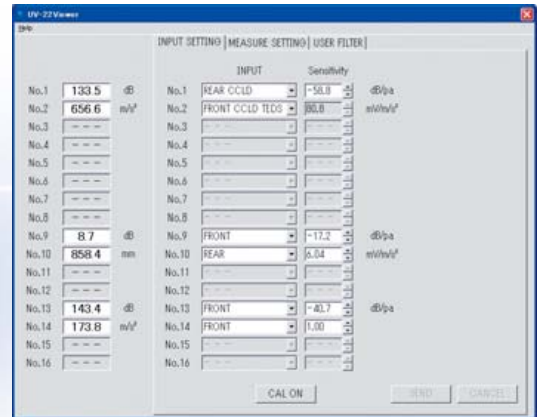 UV-22Viewer
Help
INPUT SETTING MEASURE SETTING USER FILTER
INPUT Sensitivity
No.1 133.5 dB No.1 REAR CCLD -58.8 dB/pa
No.2 656.6 m/s² No.2 FRONT CCLD TEDS 80.8 mV/m/s²
No.3 --- No.3 --- ---
No.4 --- No.4 --- ---
No.5 --- No.5 --- ---
No.6 --- No.6 --- ---
No.7 --- No.7 --- ---
No.8 --- No.8 --- ---
No.9 8.7 dB No.9 FRONT -17.2 dB/pa
No.10 858.4 mm No.10 REAR 6.04 mV/m/s²
No.11 --- No.11 --- ---
No.12 --- No.12 --- ---
No.13 143.4 dB No.13 FRONT -40.7 dB/pa
No.14 173.8 m/s² No.14 FRONT 1.00
No.15 --- No.15 --- ---
No.16 --- No.16 --- ---
CAL ON SEND CANCEL